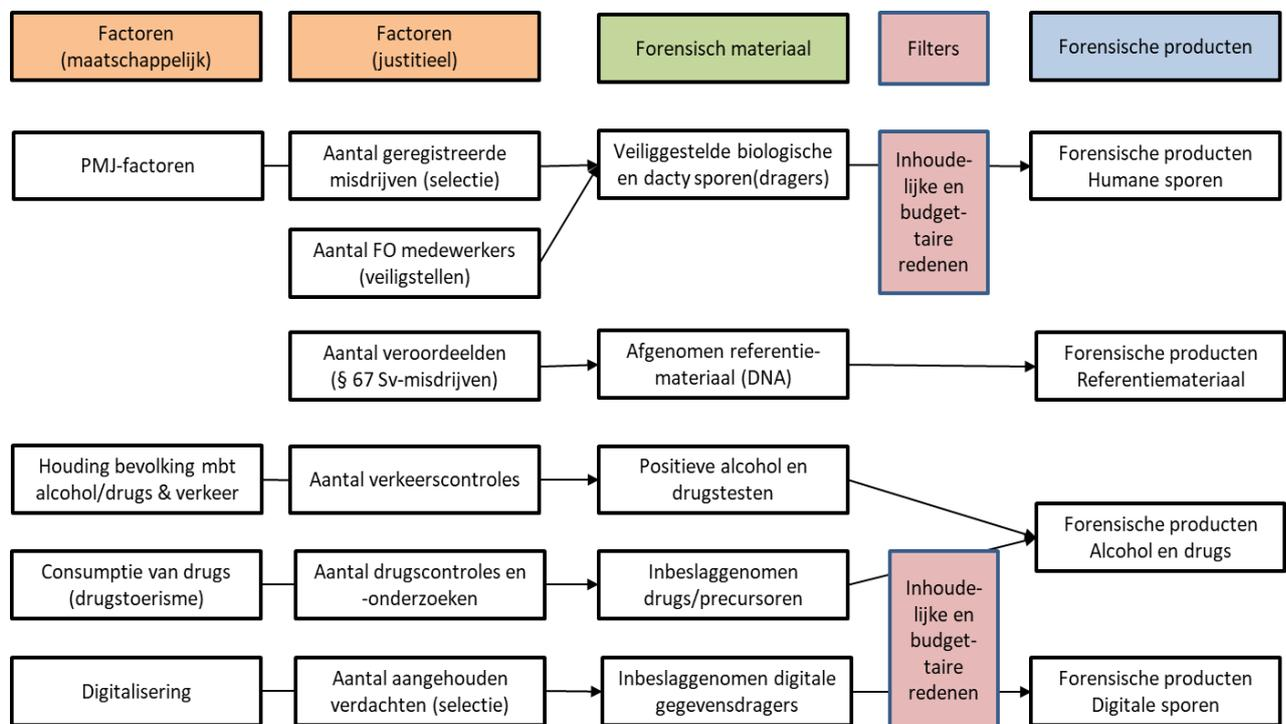 Factoren
(maatschappelijk)
Factoren
(justitieel)
Forensisch materiaal
Filters
Forensische producten
PMJ-factoren
Aantal geregistreerde
misdrijven (selectie)
Veiliggestelde biologische
en dacty sporen(dragers)
Inhoude-
lijke en
budget-
taire
redenen
Forensische producten
Humane sporen
Aantal FO medewerkers
(veiligstellen)
Aantal veroordeelden
(§ 67 Sv-misdrijven)
Afgenomen referentie-
materiaal (DNA)
Forensische producten
Referentiemateriaal
Houding bevolking mbt
alcohol/drugs & verkeer
Aantal verkeerscontroles
Positieve alcohol en
drugstesten
Forensische producten
Alcohol en drugs
Consumptie van drugs
(drugstoerisme)
Aantal drugscontroles en
-onderzoeken
Inbeslaggenomen
drugs/precursoren
Inhoude-
lijke en
budget-
taire
redenen
Digitalisering
Aantal aangehouden
verdachten (selectie)
Inbeslaggenomen digitale
gegevensdragers
Forensische producten
Digitale sporen